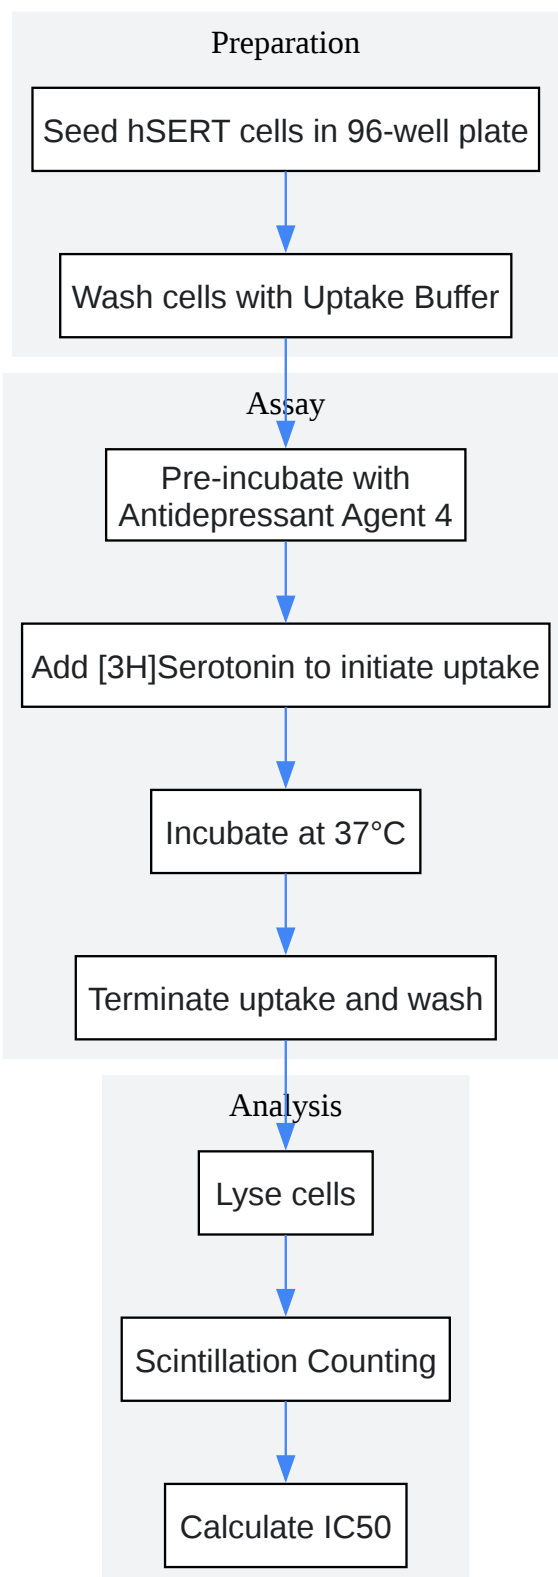 Preparation
Seed hSERT cells in 96-well plate
Wash cells with Uptake Buffer
Assay
Pre-incubate with
Antidepressant Agent 4
Add [3H]Serotonin to initiate uptake
Incubate at 37°C
Terminate uptake and wash
Analysis
Lyse cells
Scintillation Counting
Calculate IC50